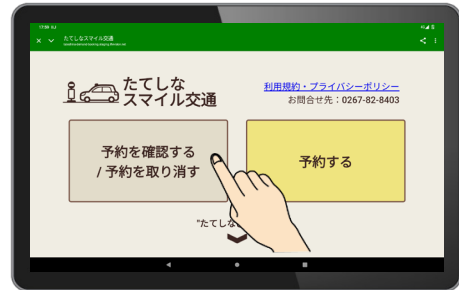 17:59
たてしなスマイル交通
たてしな
スマイル交通
利用規約・プライバシーポリシー
お問合せ先：0267-82-8403
予約を確認する
/ 予約を取り消す
予約する
"たてしな